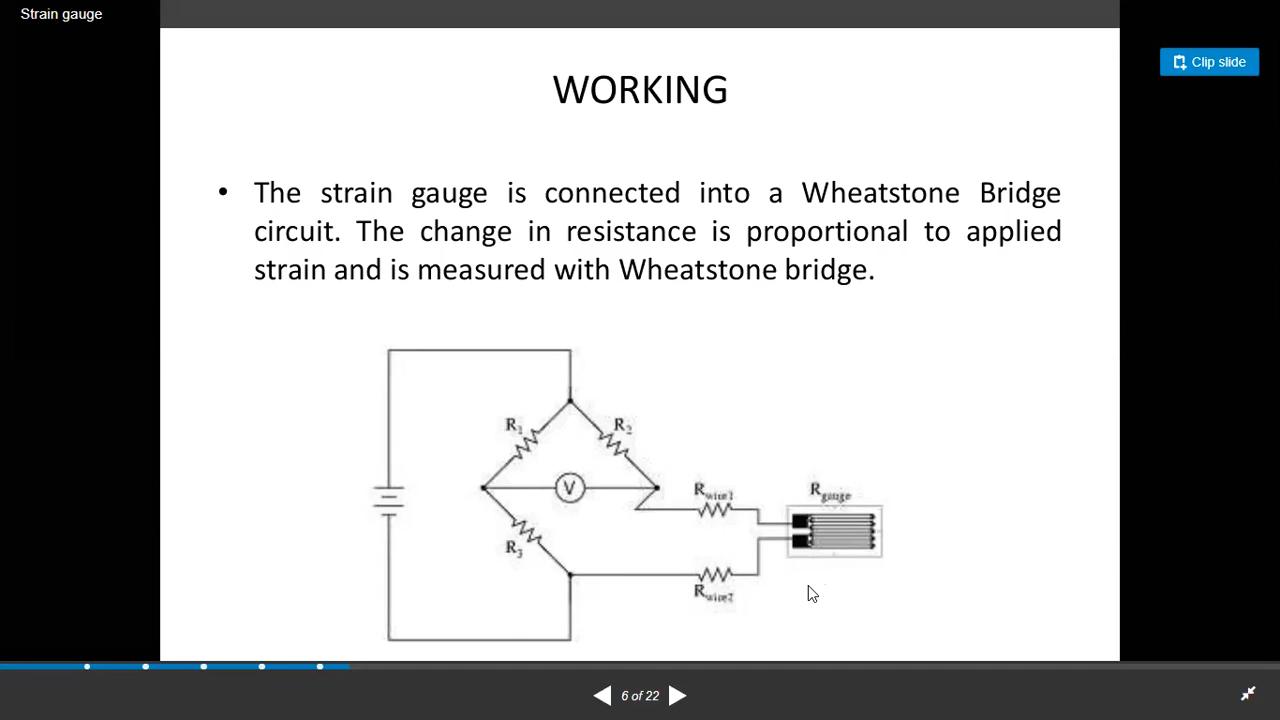 Strain gauge
Clip slide
WORKING
• The strain gauge is connected into a Wheatstone Bridge
circuit. The change in resistance is proportional to applied
strain and is measured with Wheatstone bridge.
R1
R2
V
Rwire1
Rgauge
R3
Rwire2
6 of 22